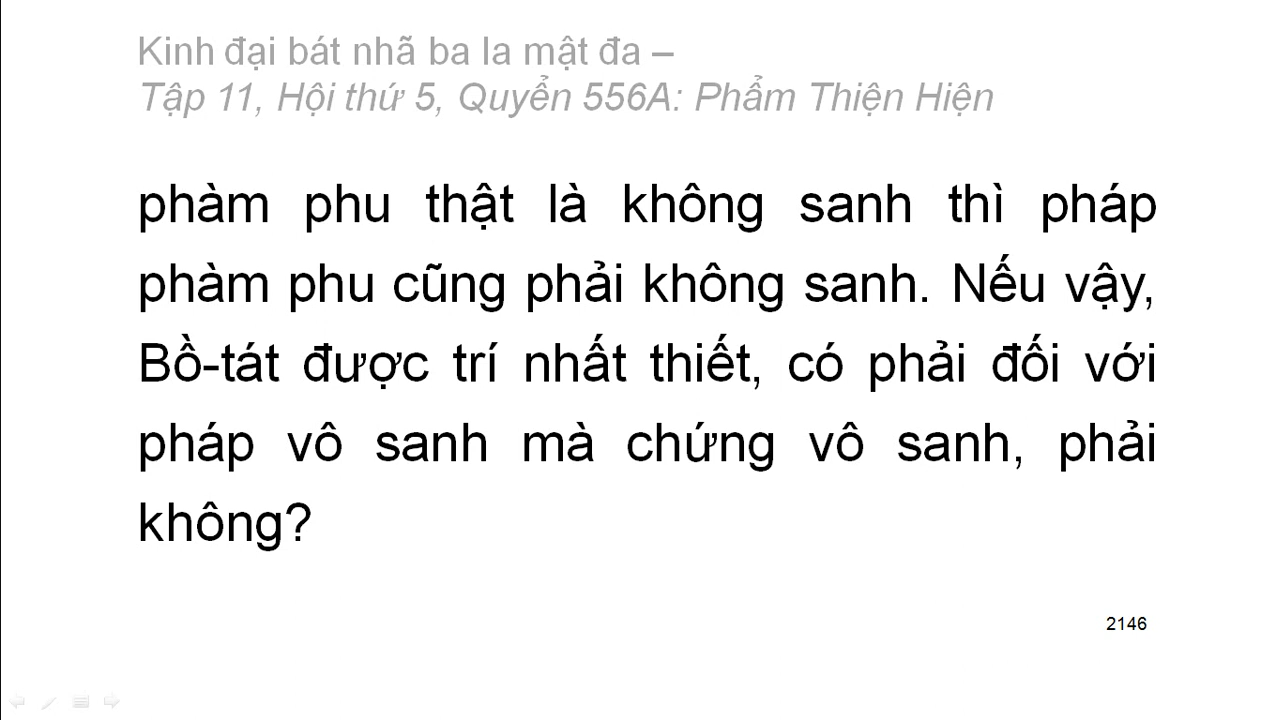 Kinh đại bát nhã ba la mật đa –
Tập 11, Hội thứ 5, Quyển 556A: Phẩm Thiện Hiện
phàm phu thật là không sanh thì pháp
phàm phu cũng phải không sanh. Nếu vậy,
Bồ-tát được trí nhất thiết, có phải đối với
pháp vô sanh mà chứng vô sanh, phải
không?
2146